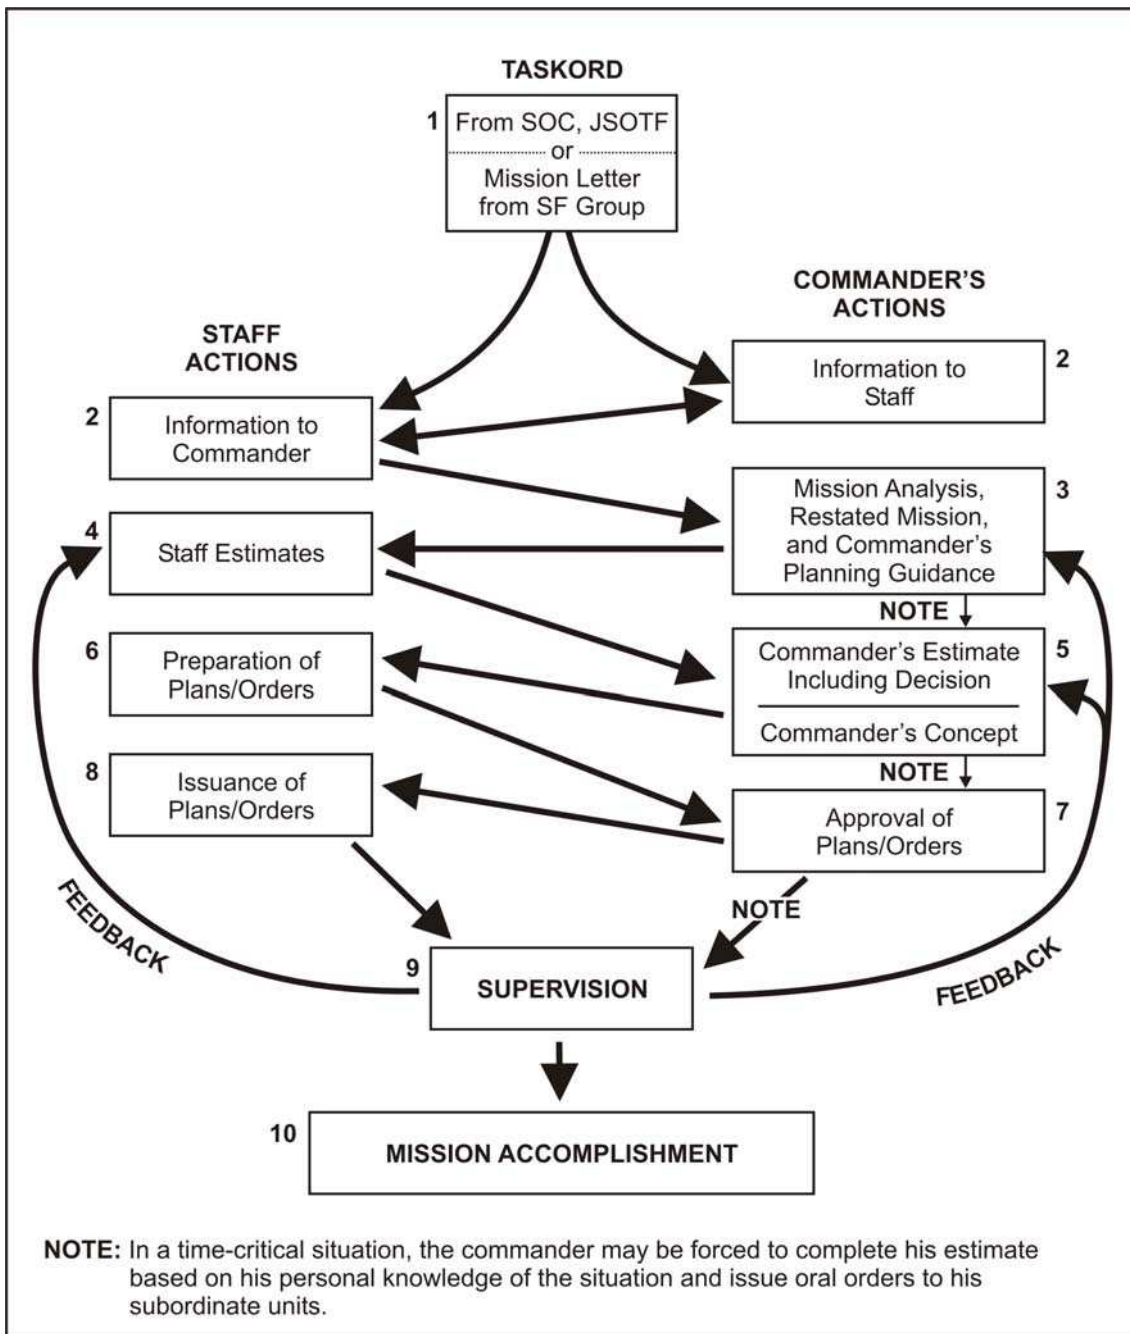 TASKORD
1
From SOC, JSOTF
or
Mission Letter
from SF Group
COMMANDER'S
ACTIONS
STAFF
ACTIONS
2
Information to
Staff
2
Information to
Commander
3
Mission Analysis,
Restated Mission,
and Commander's
Planning Guidance
4
Staff Estimates
NOTE
5
Commander's Estimate
Including Decision
Commander's Concept
6
Preparation of
Plans/Orders
NOTE
7
Approval of
Plans/Orders
8
Issuance of
Plans/Orders
NOTE
FEEDBACK
FEEDBACK
9
SUPERVISION
10
MISSION ACCOMPLISHMENT
NOTE: In a time-critical situation, the commander may be forced to complete his estimate
based on his personal knowledge of the situation and issue oral orders to his
subordinate units.